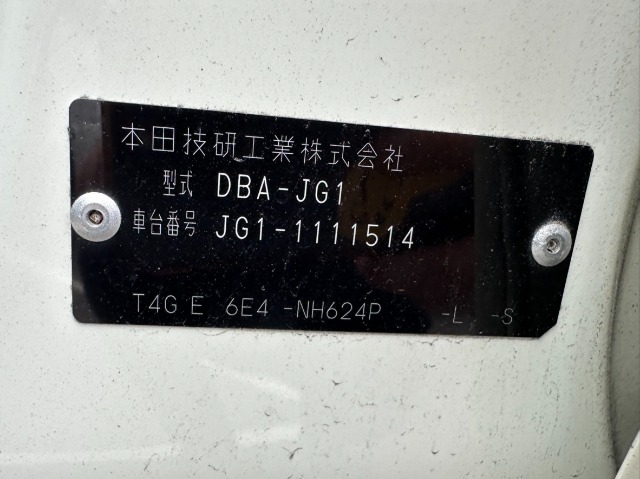 本田技研工業株式会社
型式 DBA-JG1
車台番号 JG1-1111514
T4G E 6E4 -NH624P -L -S